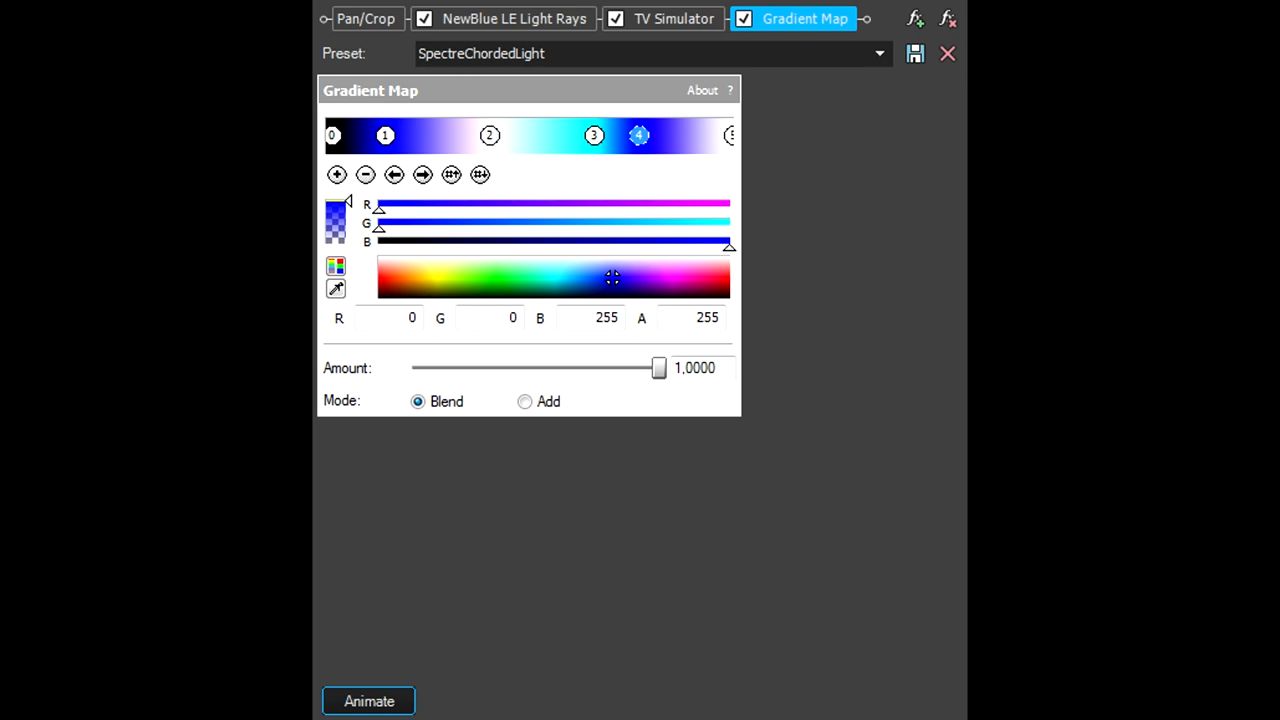 Pan/Crop NewBlue LE Light Rays TV Simulator Gradient Map
Preset: SpectreChordedLight
Gradient Map About ?
0 1 2 3 4 5
R
G
B
R 0 G 0 B 255 A 255
Amount: 1,0000
Mode: Blend Add
Animate